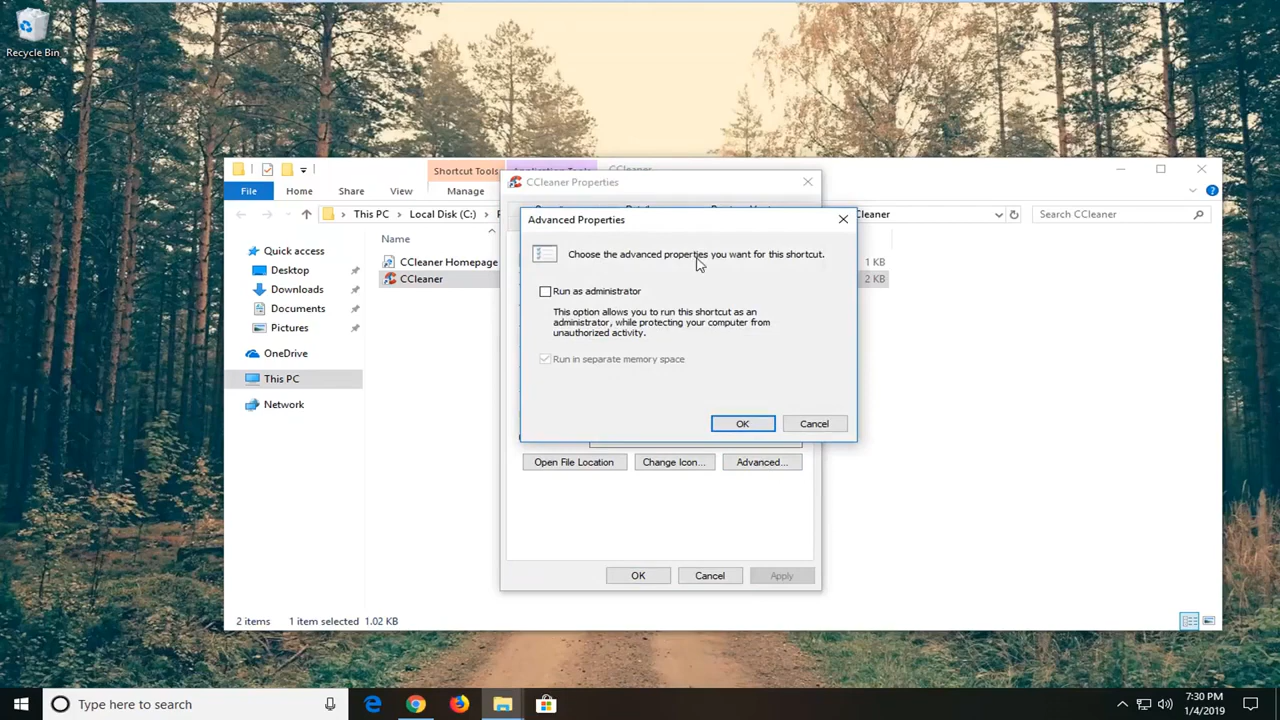 Recycle Bin
Shortcut Tools
Application Tools
CCleaner
File
Home
Share
View
Manage
This PC
Local Disk (C:)
Cleaner
Search CCleaner
Quick access
Desktop
Downloads
Documents
Pictures
OneDrive
This PC
Network
Name
CCleaner Homepage
1 KB
CCleaner
2 KB
CCleaner Properties
Advanced Properties
Choose the advanced properties you want for this shortcut.
Run as administrator
This option allows you to run this shortcut as an
administrator, while protecting your computer from
unauthorized activity.
Run in separate memory space
OK
Cancel
Open File Location
Change Icon...
Advanced...
OK
Cancel
Apply
2 items
1 item selected
1.02 KB
Type here to search
7:30 PM
1/4/2019